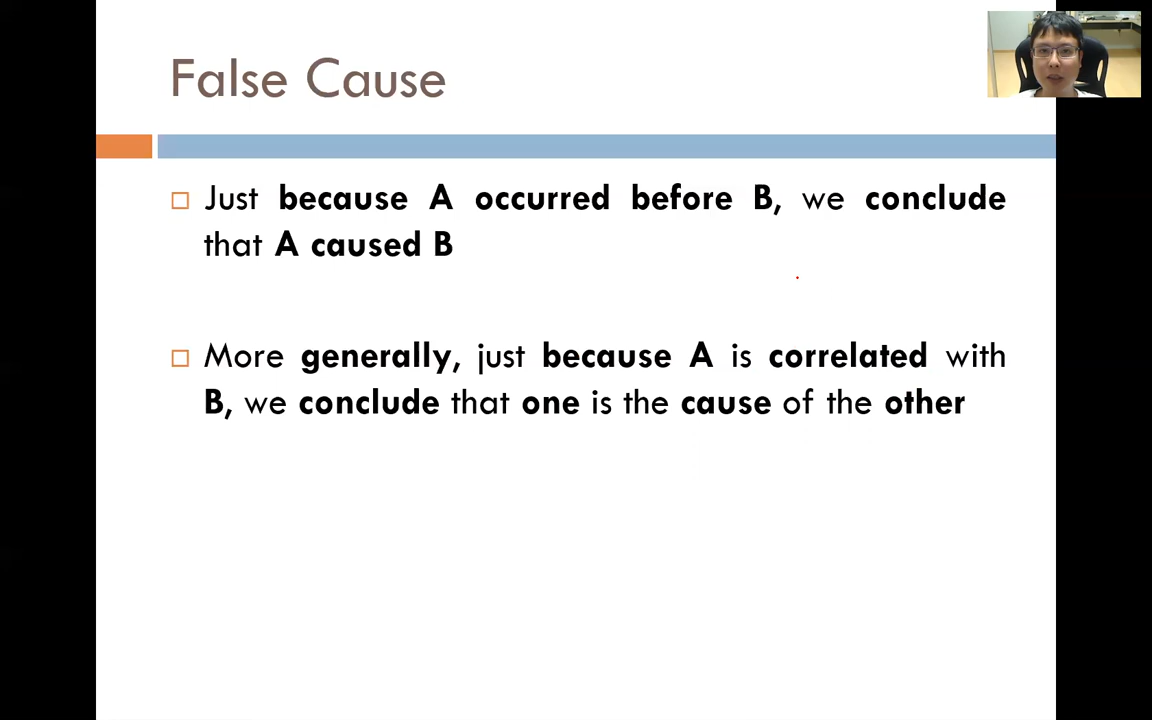 False Cause
Just because A occurred before B, we conclude
that A caused B
More generally, just because A is correlated with
B, we conclude that one is the cause of the other